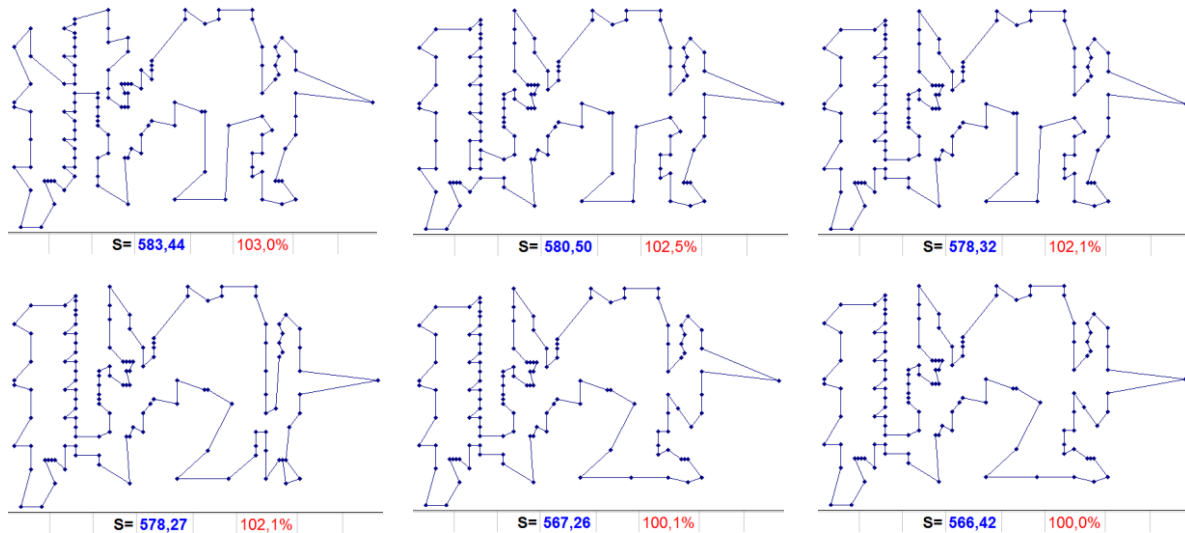 S= 583,44 103,0%
S= 580,50 102,5%
S= 578,32 102,1%
S= 578,27 102,1%
S= 567,26 100,1%
S= 566,42 100,0%